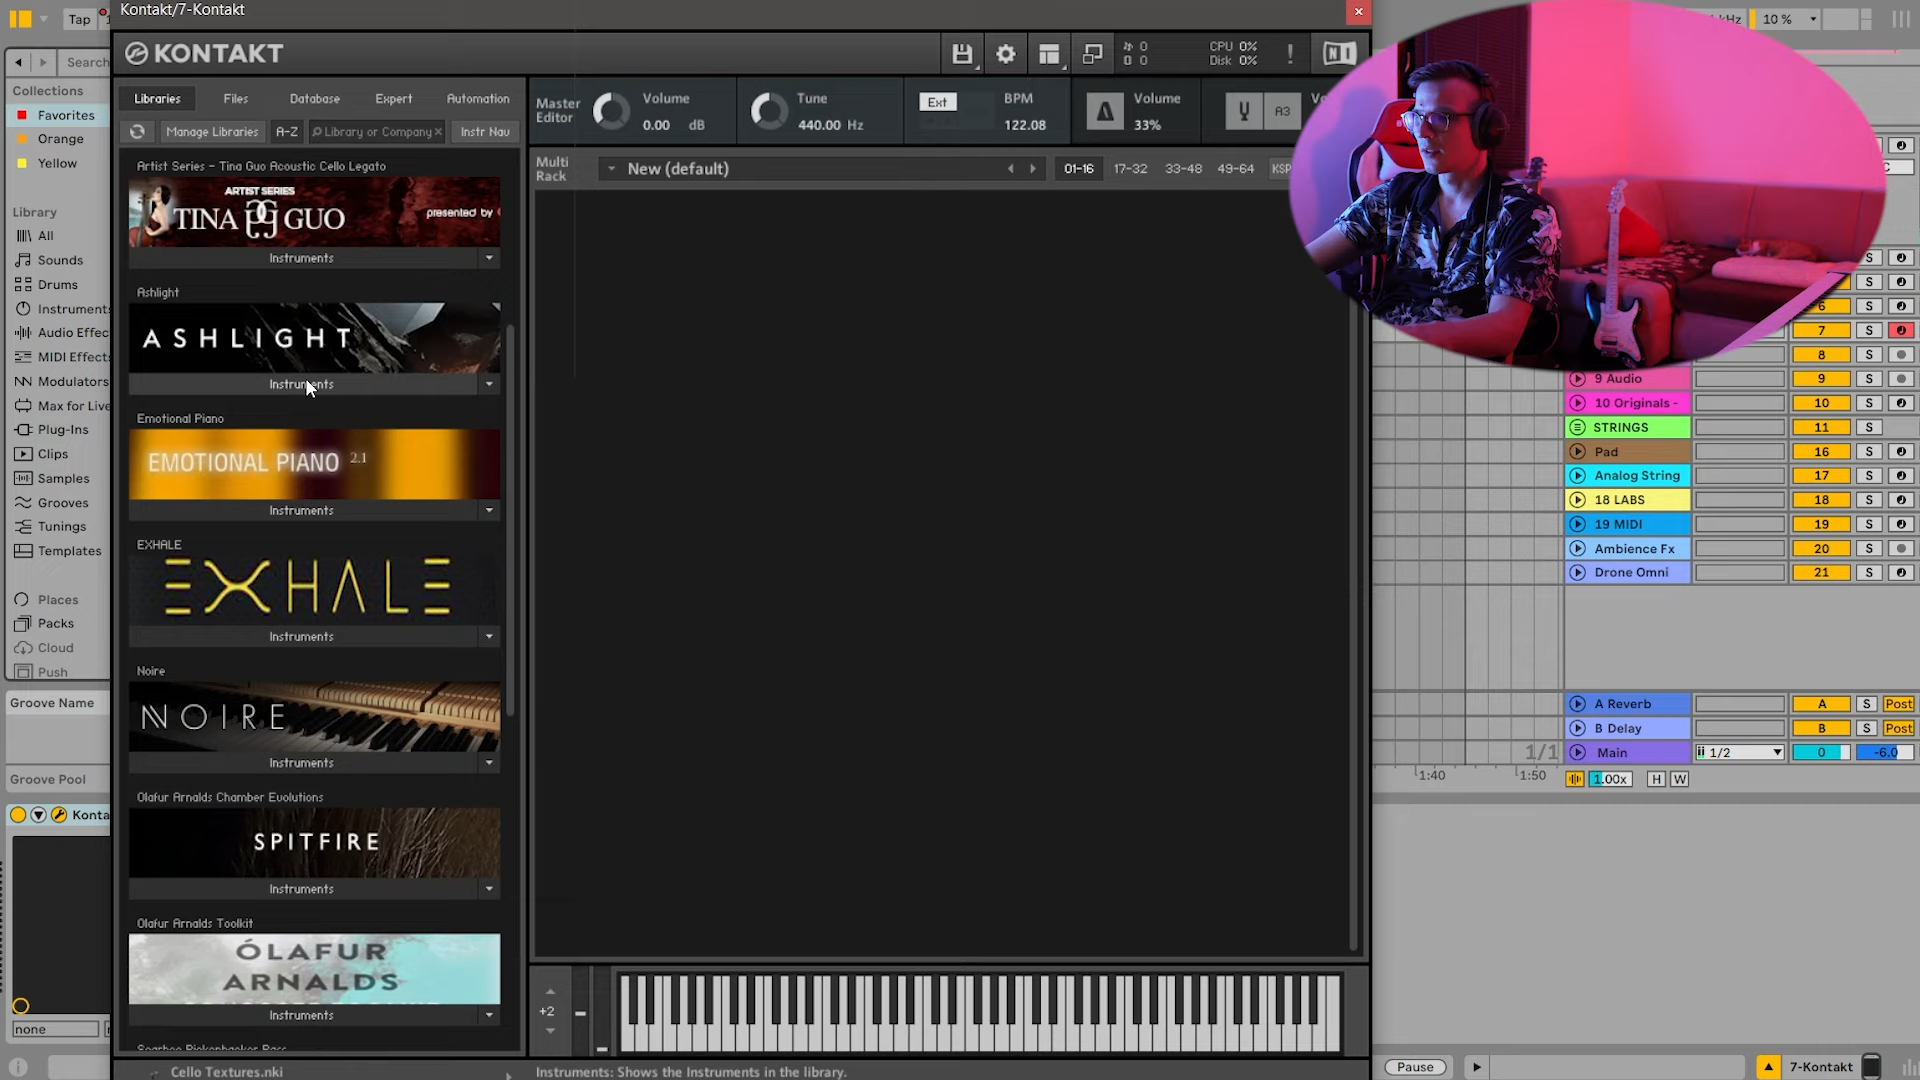 Kontakt/7-Kontakt
Tap
kHz
10 %
KONTAKT
0
0
CPU 0%
Disk 0%
!
Search
Collections
Favorites
Orange
Yellow
Library
All
Sounds
Drums
Instruments
Audio Effec
MIDI Effects
Modulators
Max for Live
Plug-Ins
Clips
Samples
Grooves
Tunings
Templates
Places
Packs
Cloud
Push
Groove Name
Groove Pool
Konta
none
Libraries
Files
Database
Expert
Automation
Manage Libraries
A-Z
Library or Company
Instr Nav
Artist Series - Tina Guo Acoustic Cello Legato
ARTIST SERIES
TINA GUO
presented by
Instruments
Ashlight
ASHLIGHT
Instruments
Emotional Piano
EMOTIONAL PIANO 2.1
Instruments
EXHALE
EXHALE
Instruments
Noire
NOIRE
Instruments
Olafur Arnalds Chamber Evolutions
SPITFIRE
Instruments
Olafur Arnalds Toolkit
ÓLAFUR
ARNALDS
Instruments
Cello Textures.nki
Master
Editor
Volume
0.00 dB
Tune
440.00 Hz
Ext
BPM
122.08
Volume
33%
A3
Multi
Rack
New (default)
01-16
17-32
33-48
49-64
KSP
+2
Instruments: Shows the Instruments in the library.
S
S
6 S
7 S
8 S
9 Audio 9 S
10 Originals - 10 S
STRINGS 11 S
Pad 16 S
Analog String 17 S
18 LABS 18 S
19 MIDI 19 S
Ambience Fx 20 S
Drone Omni 21 S
A Reverb A S Post
B Delay B S Post
1/1
Main 1/2 0 -6.0
1:40
1:50
1.00x
H
W
Pause
7-Kontakt